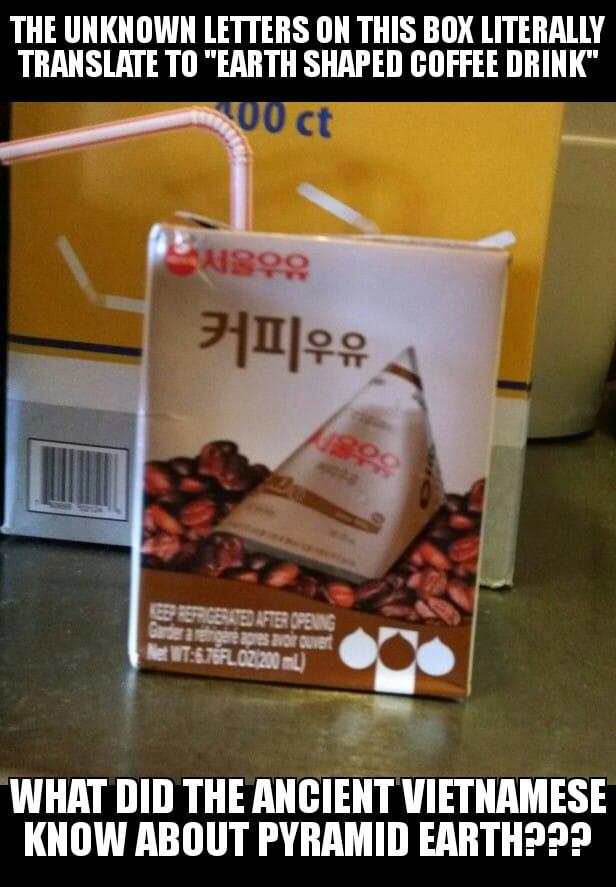 THE UNKNOWN LETTERS ON THIS BOX LITERALLY
TRANSLATE TO "EARTH SHAPED COFFEE DRINK"
400 ct
서울우유
커피우유
서울우유
KEEP REFRIGERATED AFTER OPENING
Garder a réfrigéré apres avoir ouvert
Net WT:6.76FL.OZ(200 mL)
WHAT DID THE ANCIENT VIETNAMESE
KNOW ABOUT PYRAMID EARTH???